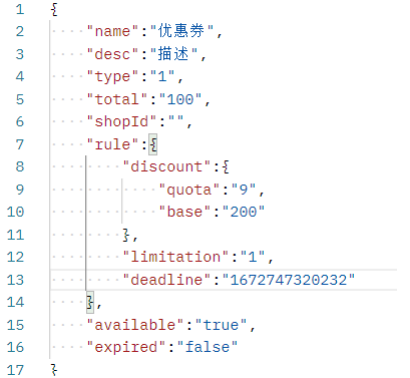 1 {
2 "name":"优惠券",
3 "desc":"描述",
4 "type":"1",
5 "total":"100",
6 "shopId":"",
7 "rule":{
8 "discount":{
9 "quota":"9",
10 "base":"200"
11 },
12 "limitation":"1",
13 "deadline":"1672747320232"
14 },
15 "available":"true",
16 "expired":"false"
17 }